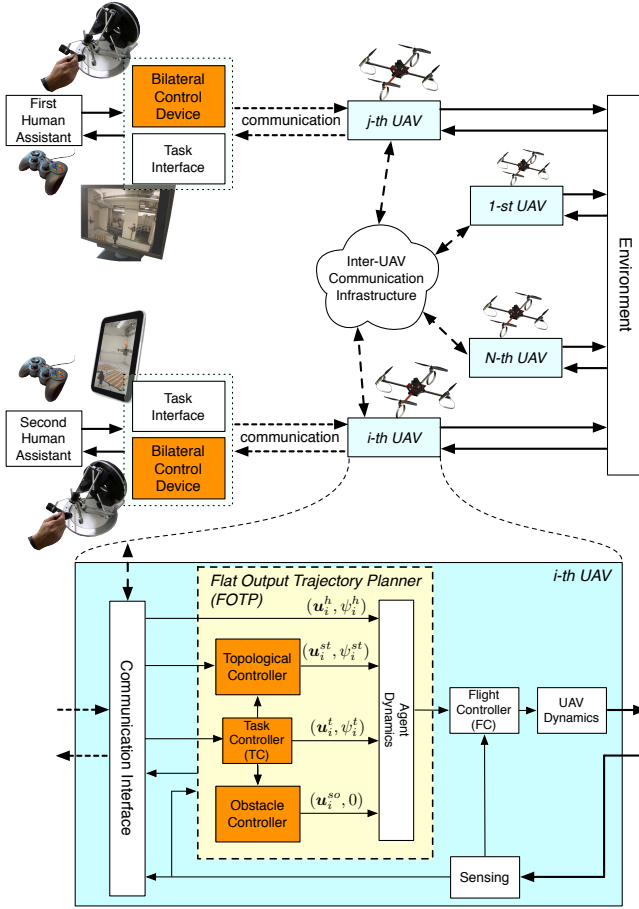 First
Human
Assistant
Bilateral
Control
Device
Task
Interface
communication
j-th UAV
1-st UAV
Inter-UAV
Communication
Infrastructure
N-th UAV
Environment
Second
Human
Assistant
Task
Interface
Bilateral
Control
Device
communication
i-th UAV
i-th UAV
Flat Output Trajectory Planner
(FOTP)
Communication Interface
(u_i^h, ψ_i^h)
Topological
Controller
(u_i^{st}, ψ_i^{st})
Task
Controller
(TC)
(u_i^t, ψ_i^t)
Obstacle
Controller
(u_i^{so}, 0)
Agent
Dynamics
Flight
Controller
(FC)
UAV
Dynamics
Sensing